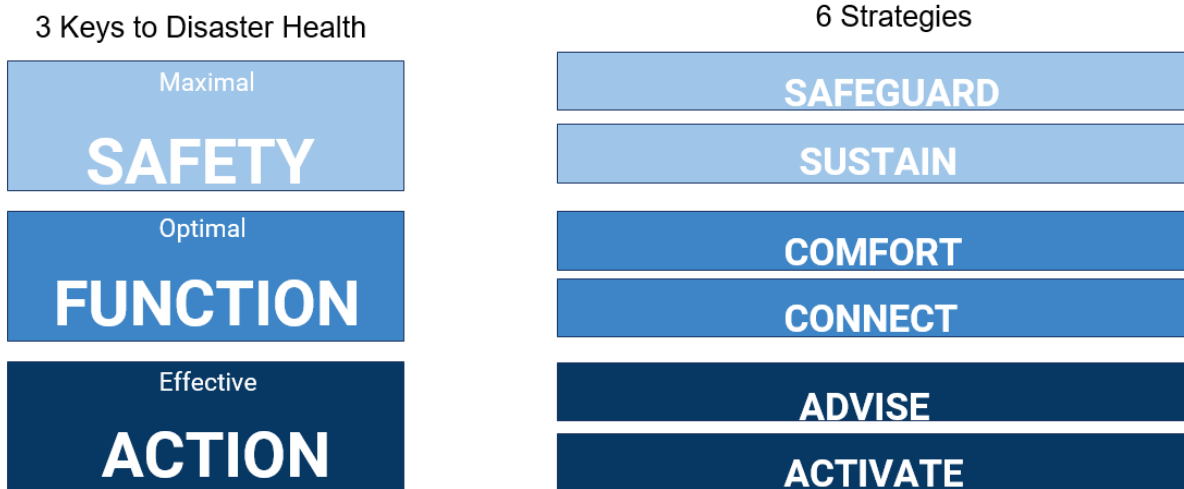 3 Keys to Disaster Health
Maximal
SAFETY
Optimal
FUNCTION
Effective
ACTION
6 Strategies
SAFEGUARD
SUSTAIN
COMFORT
CONNECT
ADVISE
ACTIVATE